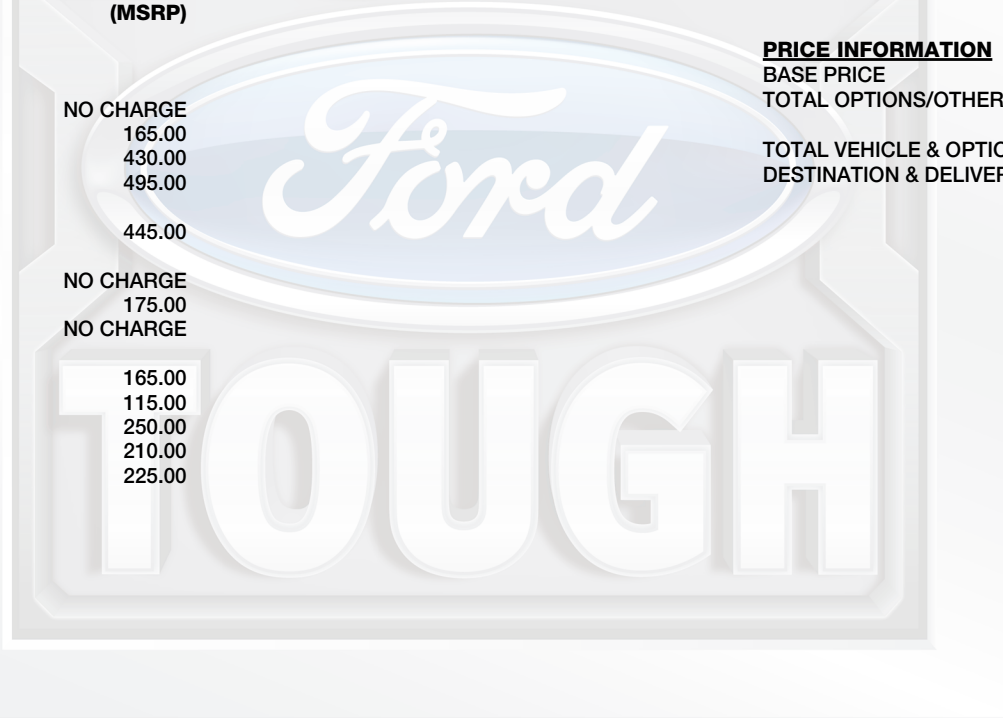 (MSRP)
NO CHARGE
165.00
430.00
495.00
445.00
NO CHARGE
175.00
NO CHARGE
165.00
115.00
250.00
210.00
225.00
PRICE INFORMATION
BASE PRICE
TOTAL OPTIONS/OTHER
TOTAL VEHICLE &
DESTINATION &
Ford
TOUGH